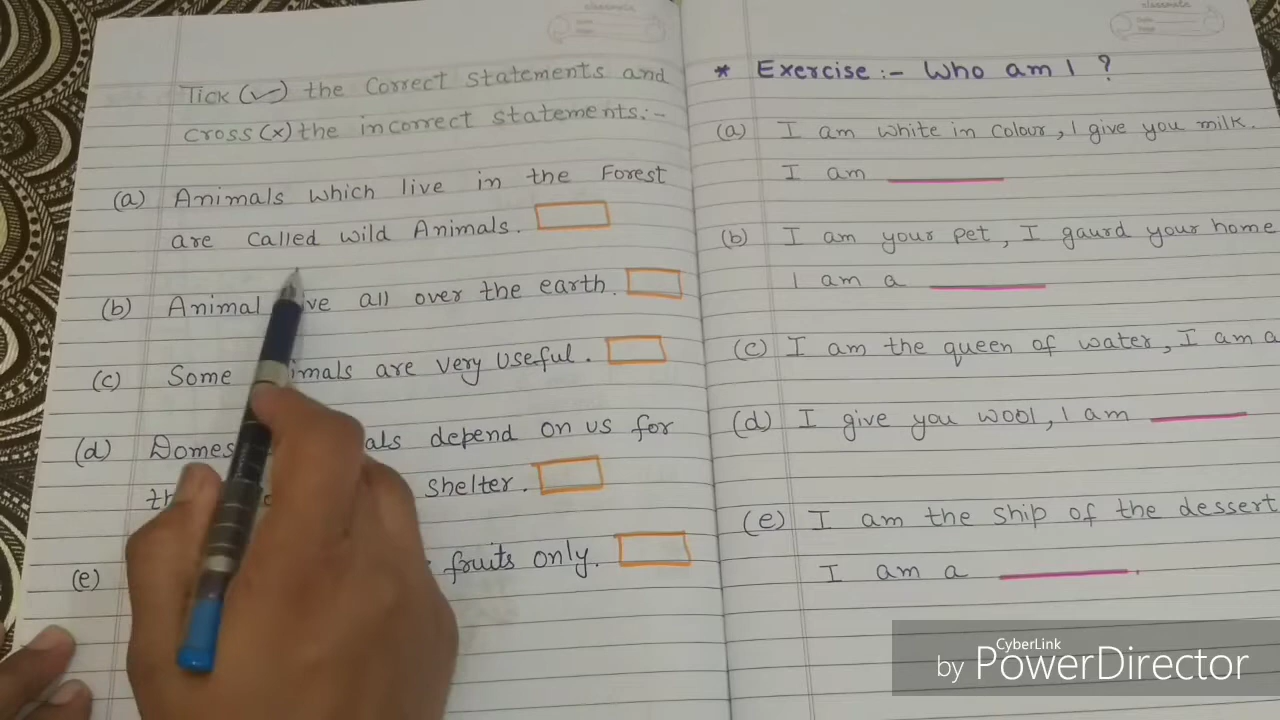 classmate
Tick (✓) the Correct statements and
cross (x) the incorrect statements:-
(a) Animals which live in the Forest
are called wild Animals.
(b) Animal ive all over the earth.
(c) Some imals are very useful.
(d) Domes als depend on us for
th shelter.
(e) fruits only.
classmate
* Exercise:- Who am I ?
(a) I am white in colour, I give you milk.
I am
(b) I am your pet, I gaurd your home
I am a
(c) I am the queen of water, I am a
(d) I give you wool, I am
(e) I am the ship of the dessert
I am a
CyberLink
by PowerDirector